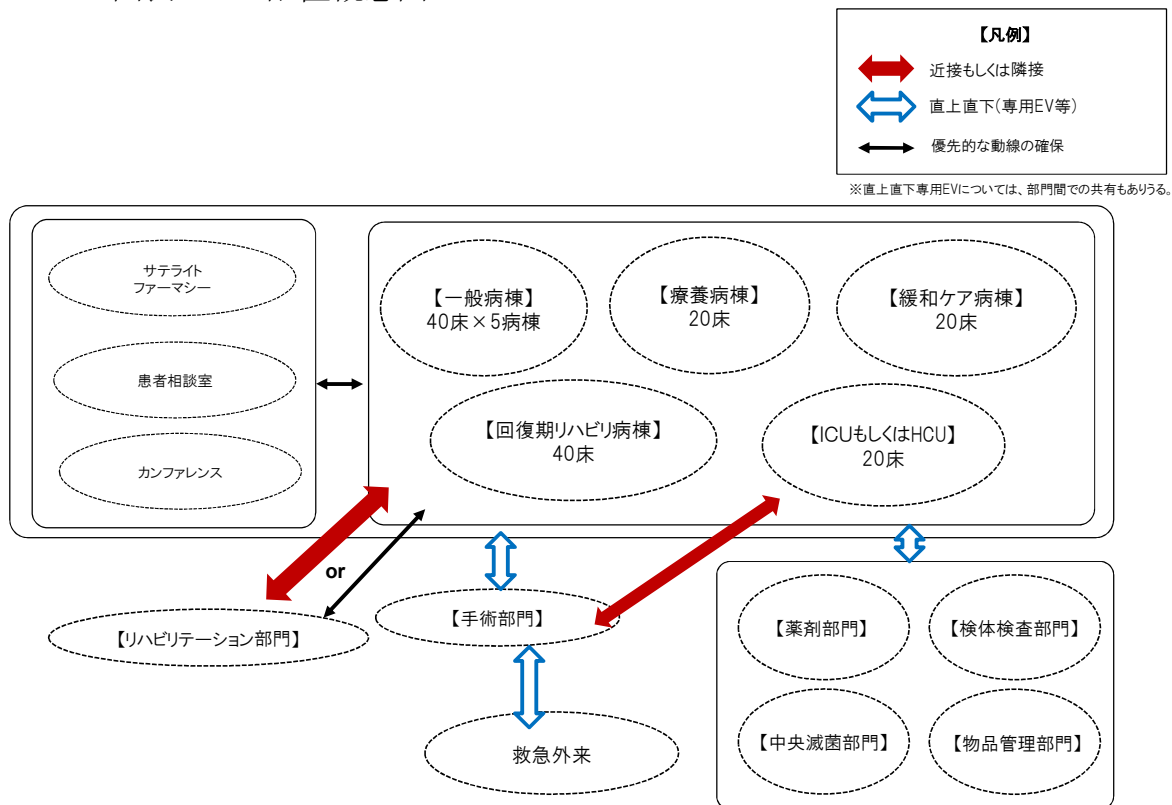 【凡例】
近接もしくは隣接
直上直下(専用EV等)
優先的な動線の確保
※直上直下専用EVについては、部門間での共有もありうる。
サテライト
ファーマシー
患者相談室
カンファレンス
【一般病棟】
40床×5病棟
【療養病棟】
20床
【緩和ケア病棟】
20床
【回復期リハビリ病棟】
40床
【ICUもしくはHCU】
20床
or
【リハビリテーション部門】
【手術部門】
救急外来
【薬剤部門】
【検体検査部門】
【中央滅菌部門】
【物品管理部門】